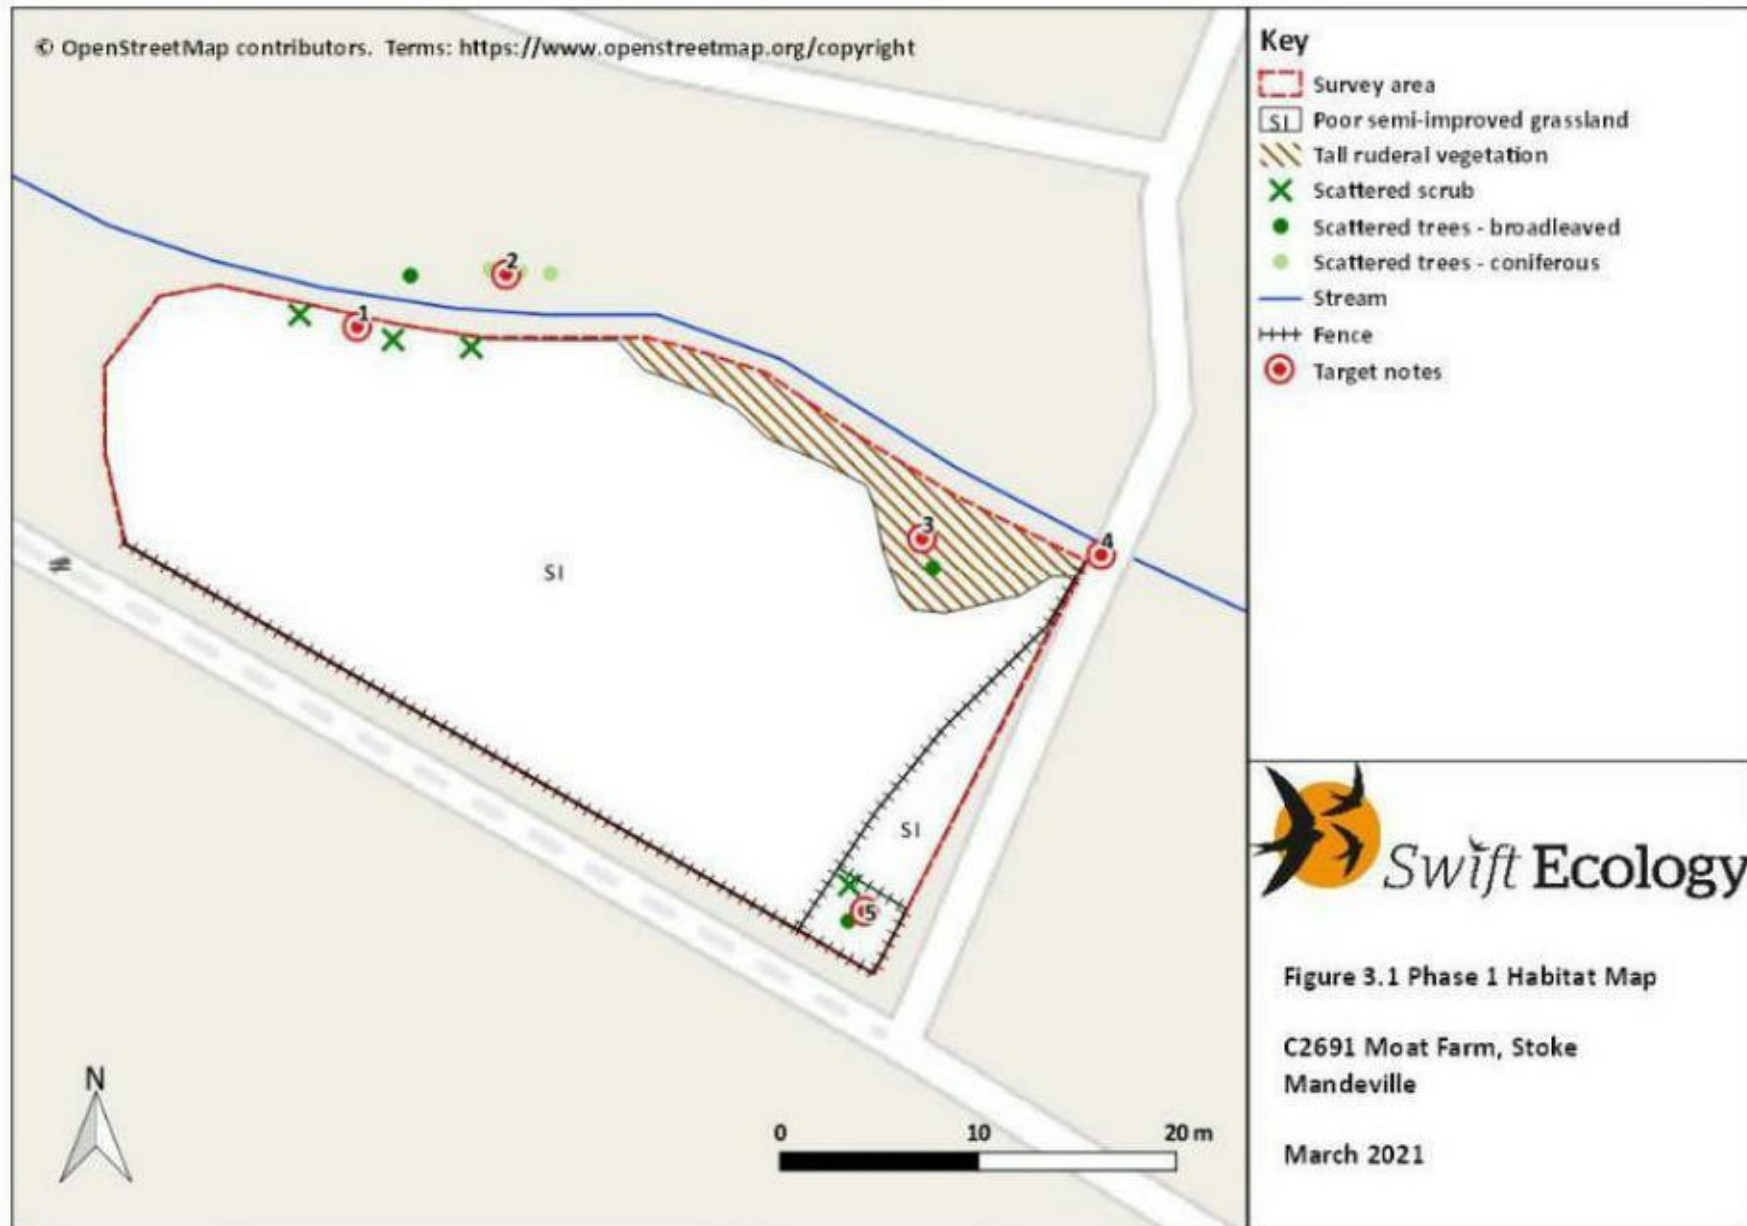 © OpenStreetMap contributors. Terms: https://www.openstreetmap.org/copyright
Key
Survey area
SI Poor semi-improved grassland
Tall ruderal vegetation
Scattered scrub
Scattered trees - broadleaved
Scattered trees - coniferous
Stream
Fence
Target notes
2
1
3
4
SI
SI
5
N
0 10 20 m
Swift Ecology
Figure 3.1 Phase 1 Habitat Map
C2691 Moat Farm, Stoke
Mandeville
March 2021